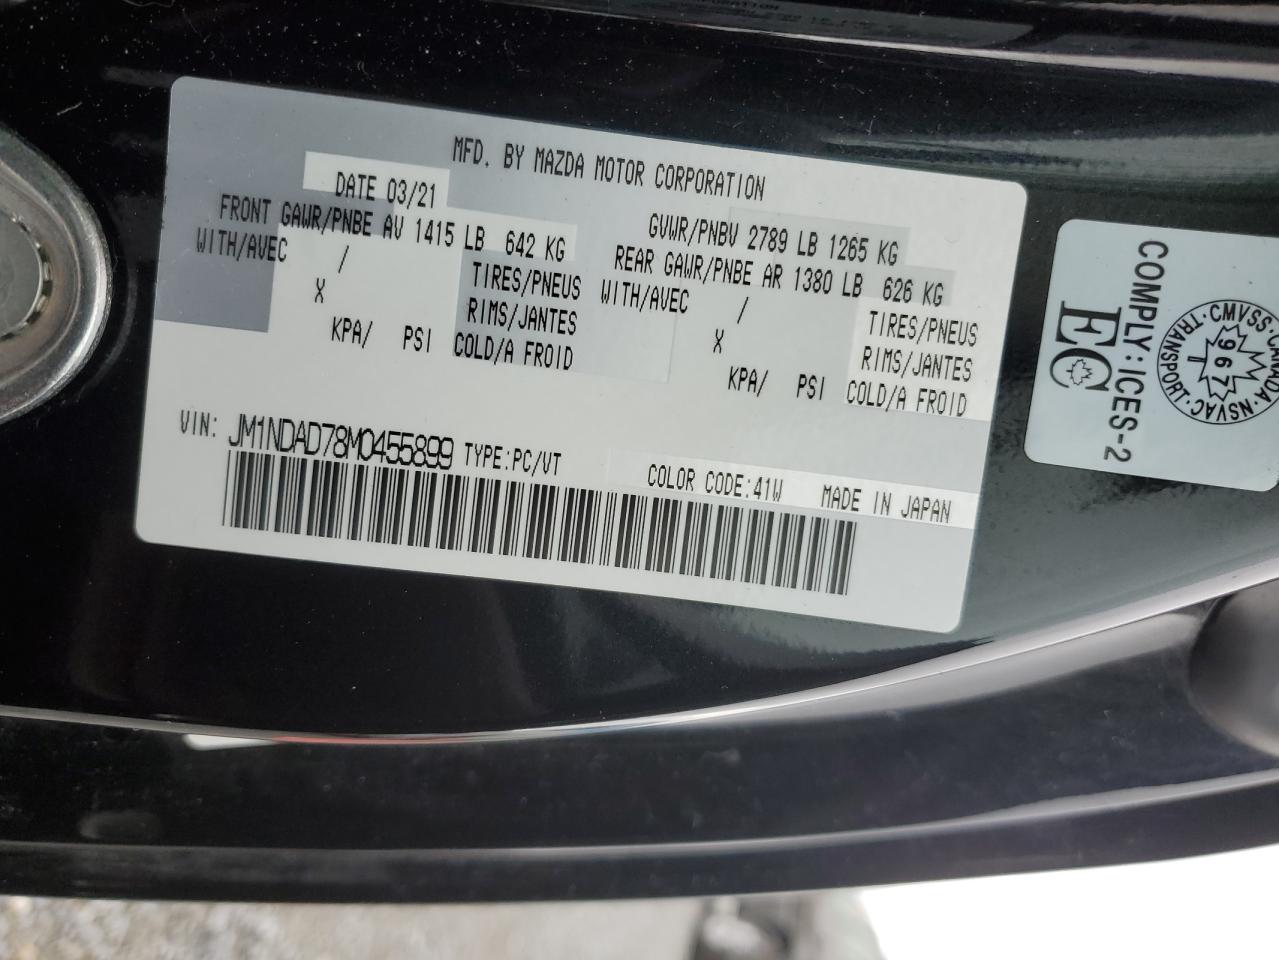 MFD. BY MAZDA MOTOR CORPORATION
DATE 03/21
GVWR/PNBV 2789 LB 1265 KG
FRONT GAWR/PNBE AV 1415 LB 642 KG
REAR GAWR/PNBE AR 1380 LB 626 KG
WITH/AVEC /
X
TIRES/PNEUS
RIMS/JANTES
KPA/ PSI COLD/A FROID
WITH/AVEC /
X
TIRES/PNEUS
RIMS/JANTES
KPA/ PSI COLD/A FROID
VIN: JM1NDAD78M0455899 TYPE:PC/VT
COLOR CODE:41W MADE IN JAPAN
COMPLY: ICES-2
EC
CMVSS·CANADA·NSVAC·TRANSPORT·
967
T